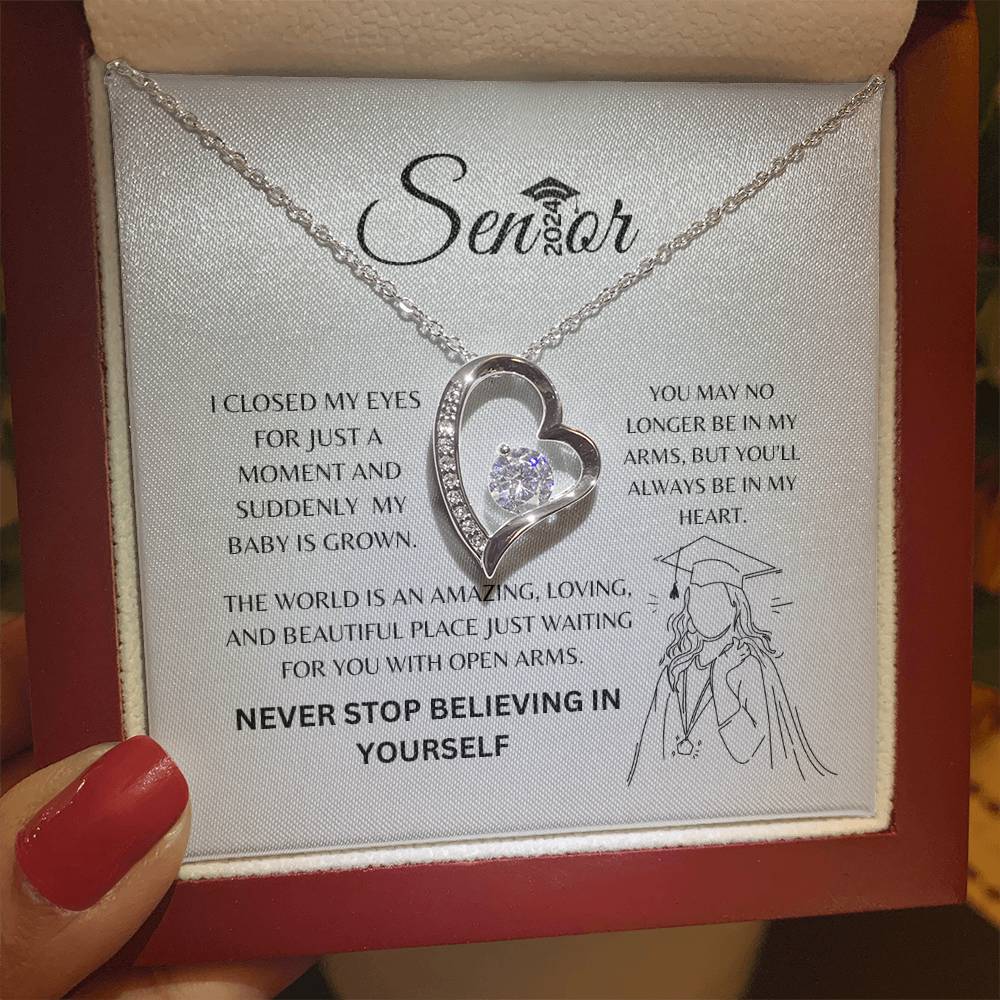 Senior
2024
I CLOSED MY EYES
FOR JUST A
MOMENT AND
SUDDENLY MY
BABY IS GROWN.
YOU MAY NO
LONGER BE IN MY
ARMS, BUT YOU'LL
ALWAYS BE IN MY
HEART.
THE WORLD IS AN AMAZING, LOVING,
AND BEAUTIFUL PLACE JUST WAITING
FOR YOU WITH OPEN ARMS.
NEVER STOP BELIEVING IN
YOURSELF